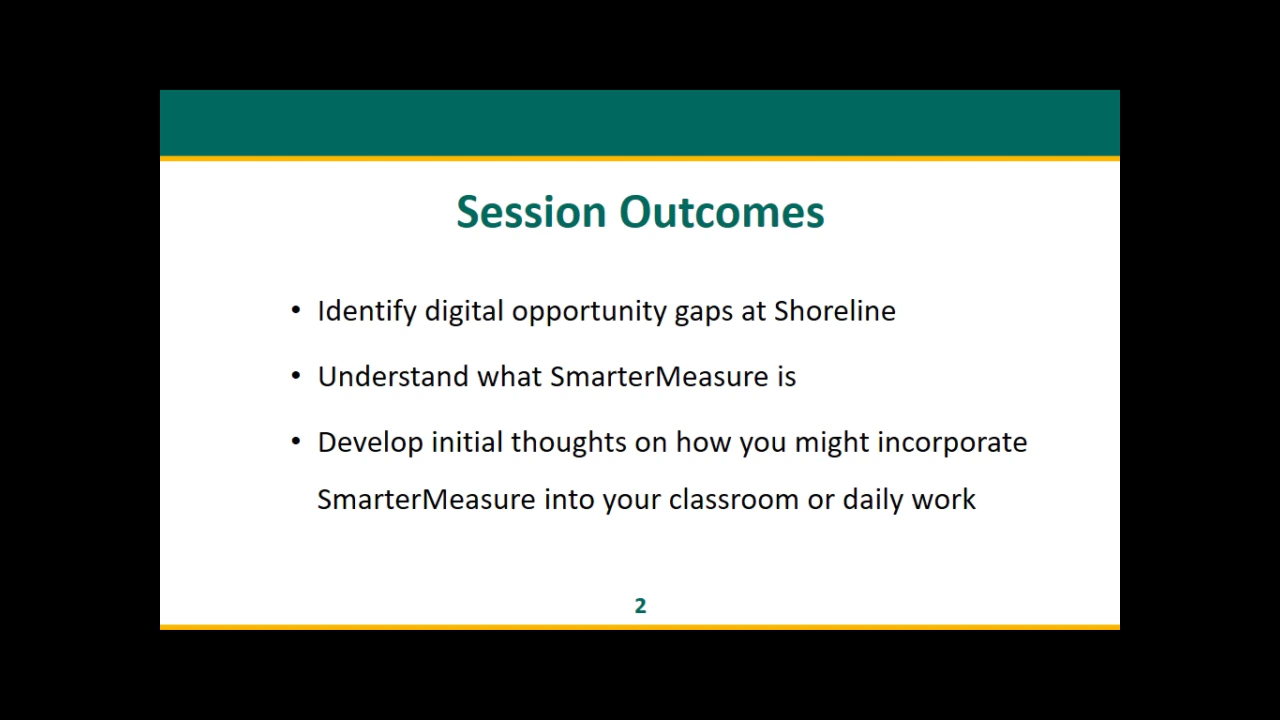 Session Outcomes
• Identify digital opportunity gaps at Shoreline
• Understand what SmarterMeasure is
• Develop initial thoughts on how you might incorporate
SmarterMeasure into your classroom or daily work
2